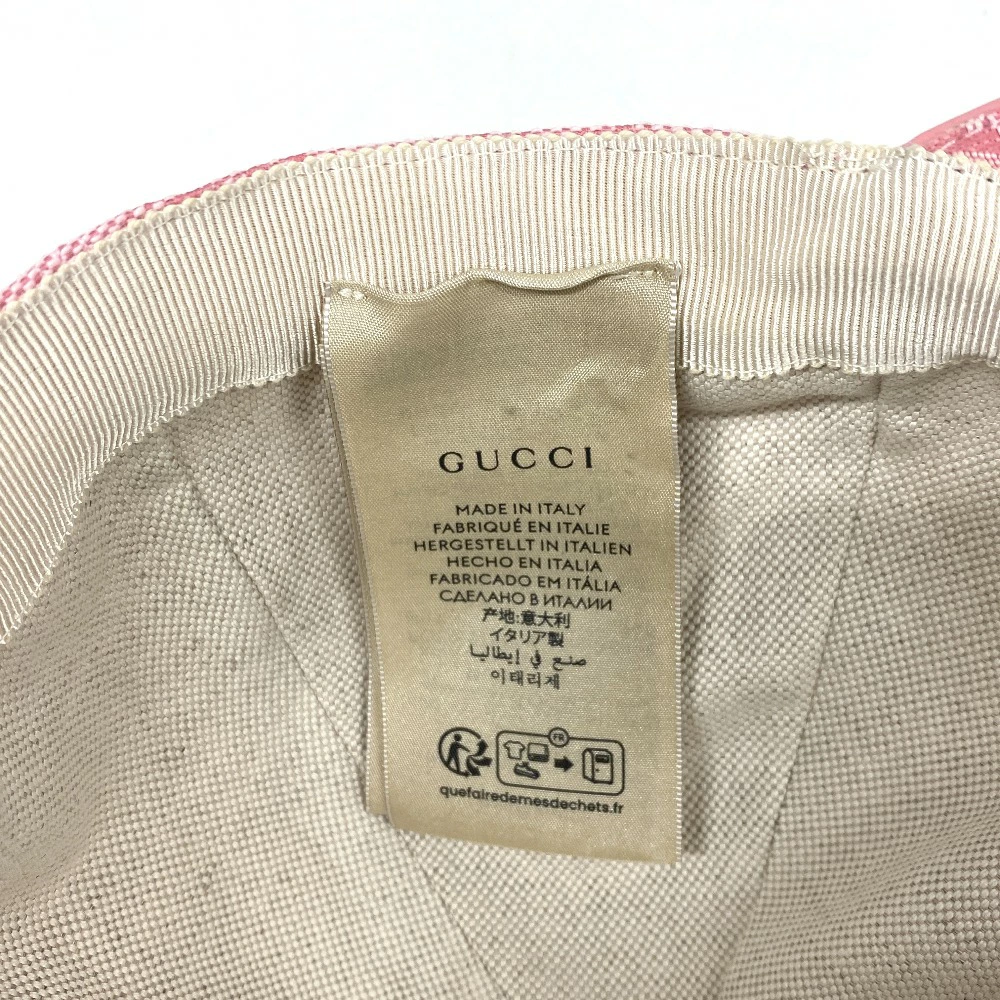 GUCCI
MADE IN ITALY
FABRIQUÉ EN ITALIE
HERGESTELLT IN ITALIEN
HECHO EN ITALIA
FABRICADO EM ITÁLIA
СДЕЛАНО В ИТАЛИИ
产地:意大利
イタリア製
صنع في إيطاليا
이태리제
FR
quefairedemesdechets.fr